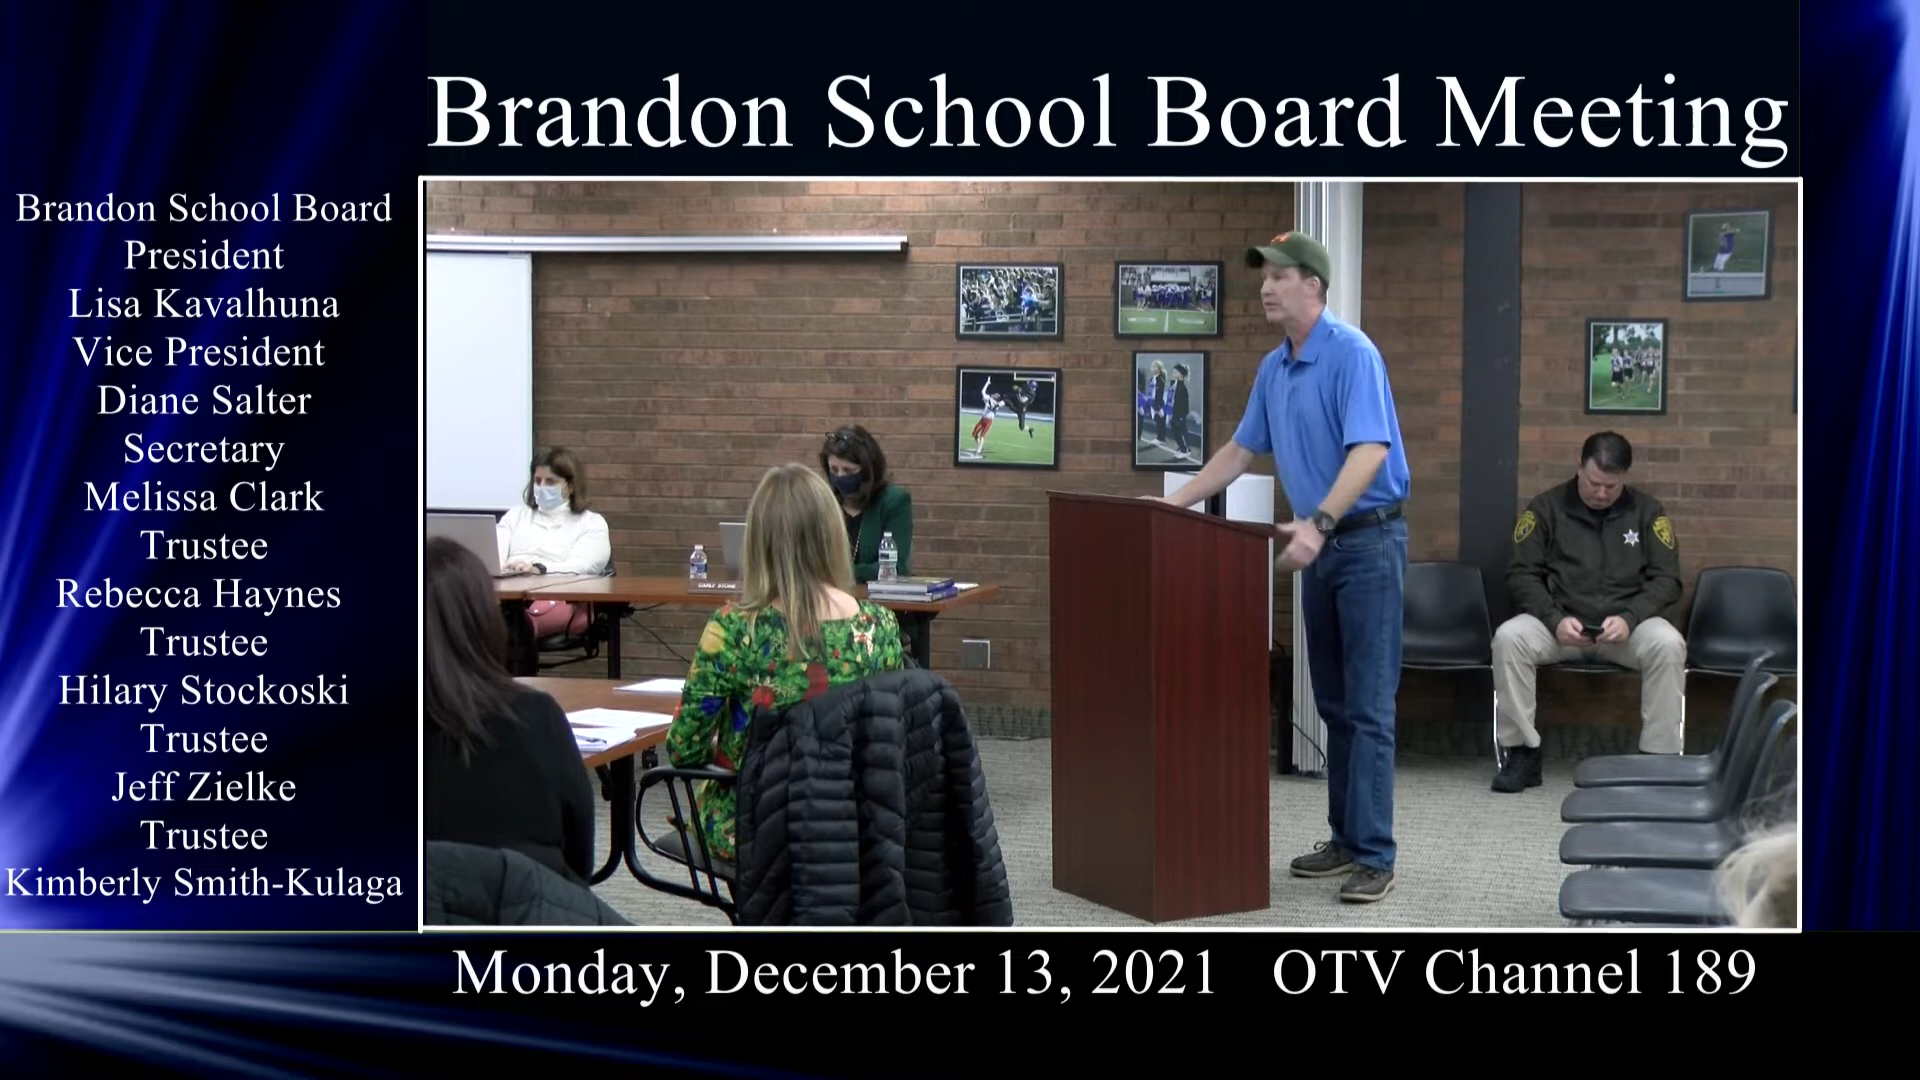 Brandon School Board Meeting
Brandon School Board
President
Lisa Kavalhuna
Vice President
Diane Salter
Secretary
Melissa Clark
Trustee
Rebecca Haynes
Trustee
Hilary Stockoski
Trustee
Jeff Zielke
Trustee
Kimberly Smith-Kulaga
Monday, December 13, 2021 OTV Channel 189